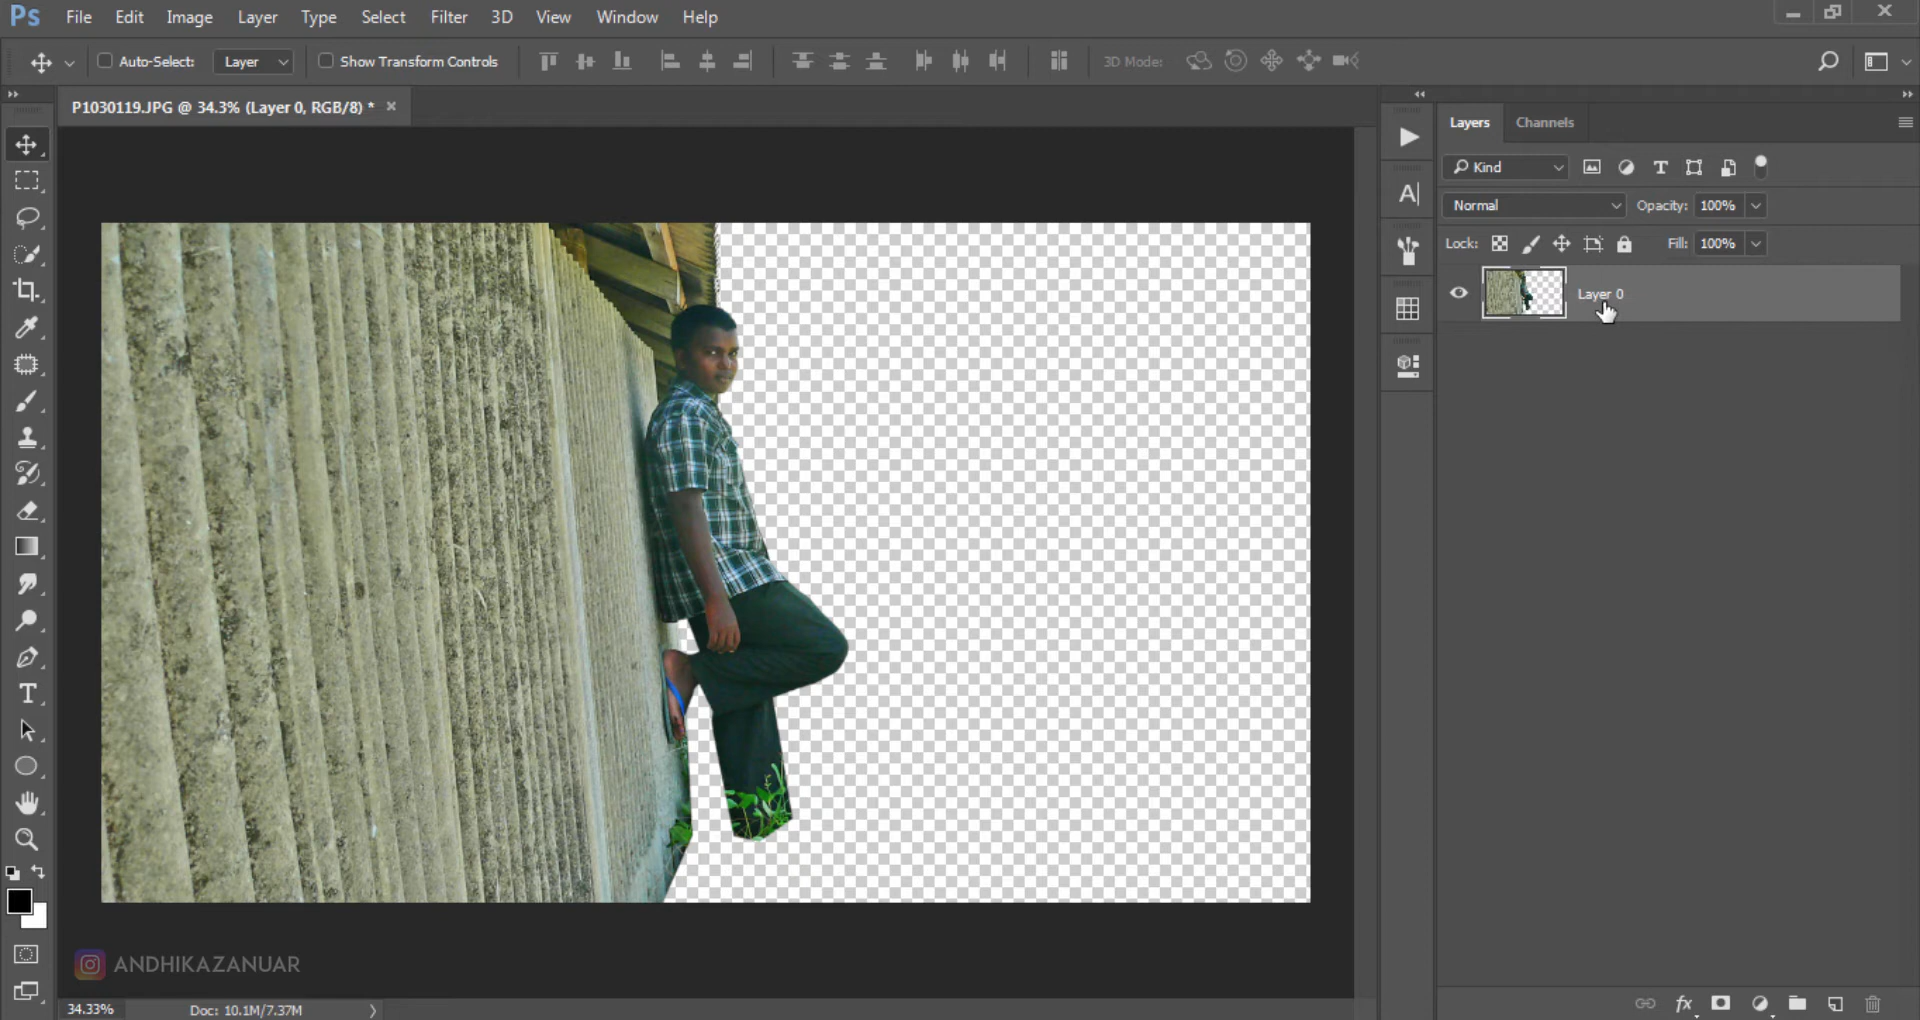 Ps File Edit Image Layer Type Select Filter 3D View Window Help
Auto-Select: Layer Show Transform Controls 3D Mode:
P1030119.JPG @ 34.3% (Layer 0, RGB/8) *
Layers Channels
Kind
Normal Opacity: 100%
Lock: Fill: 100%
Layer 0
ANDHIKAZANUAR
34.33% Doc: 10.1M/7.37M